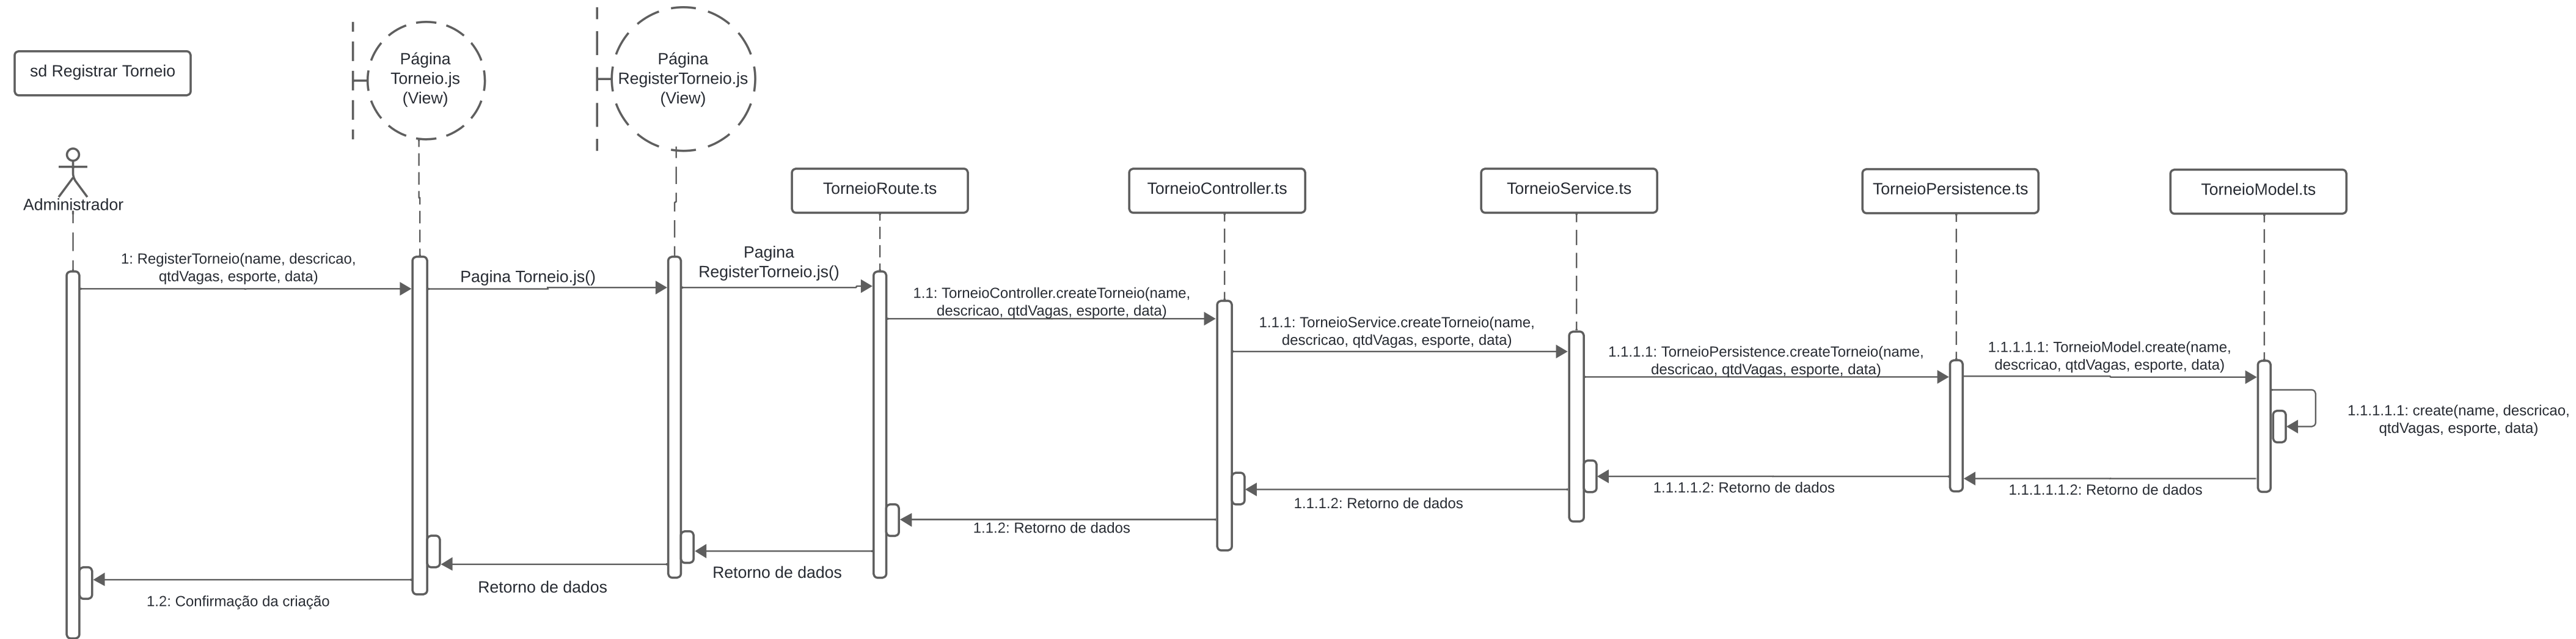 sd Registrar Torneio
Página
Torneio.js
(View)
Página
RegisterTorneio.js
(View)
Administrador
TorneioRoute.ts
TorneioController.ts
TorneioService.ts
TorneioPersistence.ts
TorneioModel.ts
1: RegisterTorneio(name, descricao,
qtdVagas, esporte, data)
Pagina Torneio.js()
Pagina
RegisterTorneio.js()
1.1: TorneioController.createTorneio(name,
descricao, qtdVagas, esporte, data)
1.1.1: TorneioService.createTorneio(name,
descricao, qtdVagas, esporte, data)
1.1.1.1: TorneioPersistence.createTorneio(name,
descricao, qtdVagas, esporte, data)
1.1.1.1.1: TorneioModel.create(name,
descricao, qtdVagas, esporte, data)
1.1.1.1.1: create(name, descricao,
qtdVagas, esporte, data)
1.1.1.1.1.2: Retorno de dados
1.1.1.1.2: Retorno de dados
1.1.1.2: Retorno de dados
1.1.2: Retorno de dados
Retorno de dados
Retorno de dados
1.2: Confirmação da criação